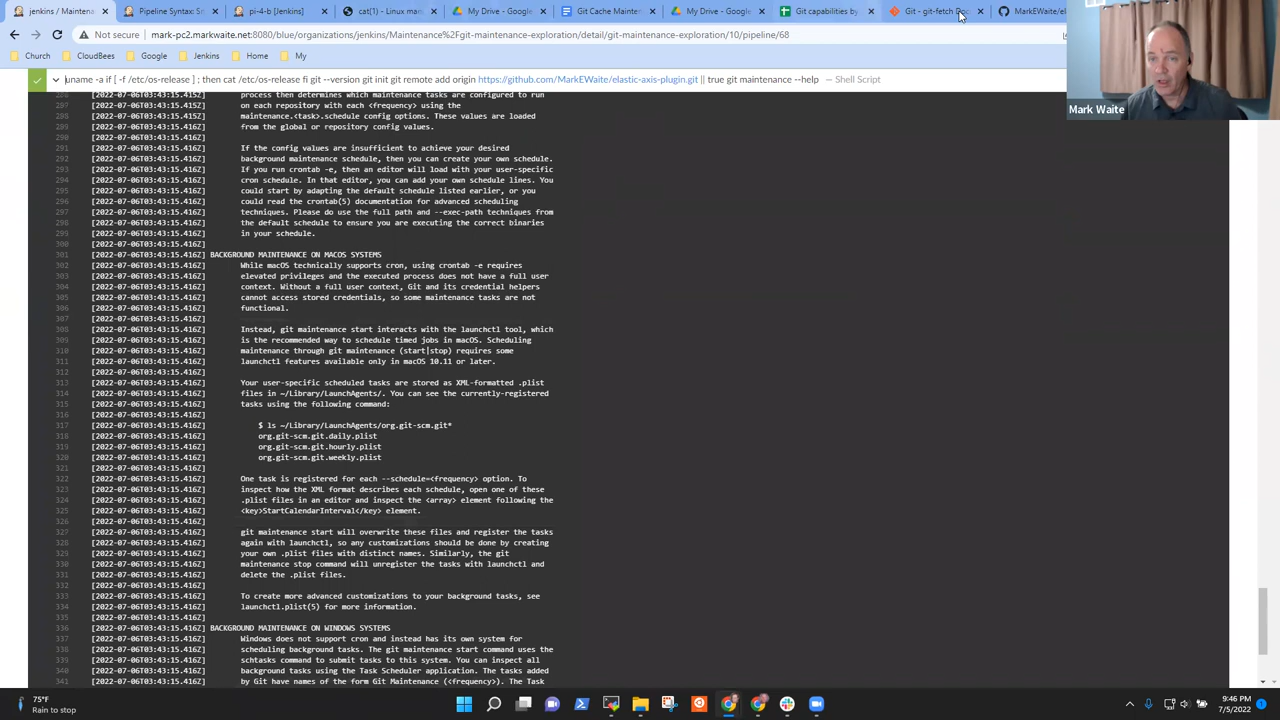 jenkins / Mainten
Pipeline Syntax: Sn
pi-4-b [Jenkins]
cat(1) - Linux man
My Drive - Google
Git Cache Mainten
My Drive - Google
Git capabilities by
Git - git-fetch Doc
MarkEWaite/el
Not secure
mark-pc2.markwaite.net:8080/blue/organizations/jenkins/Maintenance%2Fgit-maintenance-exploration/detail/git-maintenance-exploration/10/pipeline/68
Church
CloudBees
Google
Jenkins
Home
My
uname -a if [ -f /etc/os-release ] ; then cat /etc/os-release fi git --version git init git remote add origin https://github.com/MarkEWaite/elastic-axis-plugin.git || true git maintenance --help — Shell Script
Mark Waite
296 [2022-07-06T03:43:15.415Z] process then determines which maintenance tasks are configured to run
297 [2022-07-06T03:43:15.415Z] on each repository with each <frequency> using the
298 [2022-07-06T03:43:15.415Z] maintenance.<task>.schedule config options. These values are loaded
299 [2022-07-06T03:43:15.415Z] from the global or repository config values.
290 [2022-07-06T03:43:15.415Z]
291 [2022-07-06T03:43:15.416Z] If the config values are insufficient to achieve your desired
292 [2022-07-06T03:43:15.416Z] background maintenance schedule, then you can create your own schedule.
293 [2022-07-06T03:43:15.416Z] If you run crontab -e, then an editor will load with your user-specific
294 [2022-07-06T03:43:15.416Z] cron schedule. In that editor, you can add your own schedule lines. You
295 [2022-07-06T03:43:15.416Z] could start by adapting the default schedule listed earlier, or you
296 [2022-07-06T03:43:15.416Z] could read the crontab(5) documentation for advanced scheduling
297 [2022-07-06T03:43:15.416Z] techniques. Please do use the full path and --exec-path techniques from
298 [2022-07-06T03:43:15.416Z] the default schedule to ensure you are executing the correct binaries
299 [2022-07-06T03:43:15.416Z] in your schedule.
300 [2022-07-06T03:43:15.416Z]
301 [2022-07-06T03:43:15.416Z] BACKGROUND MAINTENANCE ON MACOS SYSTEMS
302 [2022-07-06T03:43:15.416Z] While macOS technically supports cron, using crontab -e requires
303 [2022-07-06T03:43:15.416Z] elevated privileges and the executed process does not have a full user
304 [2022-07-06T03:43:15.416Z] context. Without a full user context, Git and its credential helpers
305 [2022-07-06T03:43:15.416Z] cannot access stored credentials, so some maintenance tasks are not
306 [2022-07-06T03:43:15.416Z] functional.
307 [2022-07-06T03:43:15.416Z]
308 [2022-07-06T03:43:15.416Z] Instead, git maintenance start interacts with the launchctl tool, which
309 [2022-07-06T03:43:15.416Z] is the recommended way to schedule timed jobs in macOS. Scheduling
310 [2022-07-06T03:43:15.416Z] maintenance through git maintenance (start|stop) requires some
311 [2022-07-06T03:43:15.416Z] launchctl features available only in macOS 10.11 or later.
312 [2022-07-06T03:43:15.416Z]
313 [2022-07-06T03:43:15.416Z] Your user-specific scheduled tasks are stored as XML-formatted .plist
314 [2022-07-06T03:43:15.416Z] files in ~/Library/LaunchAgents/. You can see the currently-registered
315 [2022-07-06T03:43:15.416Z] tasks using the following command:
316 [2022-07-06T03:43:15.416Z]
317 [2022-07-06T03:43:15.416Z] $ ls ~/Library/LaunchAgents/org.git-scm.git*
318 [2022-07-06T03:43:15.416Z] org.git-scm.git.daily.plist
319 [2022-07-06T03:43:15.416Z] org.git-scm.git.hourly.plist
320 [2022-07-06T03:43:15.416Z] org.git-scm.git.weekly.plist
321 [2022-07-06T03:43:15.416Z]
322 [2022-07-06T03:43:15.416Z] One task is registered for each --schedule=<frequency> option. To
323 [2022-07-06T03:43:15.416Z] inspect how the XML format describes each schedule, open one of these
324 [2022-07-06T03:43:15.416Z] .plist files in an editor and inspect the <array> element following the
325 [2022-07-06T03:43:15.416Z] <key>StartCalendarInterval</key> element.
326 [2022-07-06T03:43:15.416Z]
327 [2022-07-06T03:43:15.416Z] git maintenance start will overwrite these files and register the tasks
328 [2022-07-06T03:43:15.416Z] again with launchctl, so any customizations should be done by creating
329 [2022-07-06T03:43:15.416Z] your own .plist files with distinct names. Similarly, the git
330 [2022-07-06T03:43:15.416Z] maintenance stop command will unregister the tasks with launchctl and
331 [2022-07-06T03:43:15.416Z] delete the .plist files.
332 [2022-07-06T03:43:15.416Z]
333 [2022-07-06T03:43:15.416Z] To create more advanced customizations to your background tasks, see
334 [2022-07-06T03:43:15.416Z] launchctl.plist(5) for more information.
335 [2022-07-06T03:43:15.416Z]
336 [2022-07-06T03:43:15.416Z] BACKGROUND MAINTENANCE ON WINDOWS SYSTEMS
337 [2022-07-06T03:43:15.416Z] Windows does not support cron and instead has its own system for
338 [2022-07-06T03:43:15.416Z] scheduling background tasks. The git maintenance start command uses the
339 [2022-07-06T03:43:15.416Z] schtasks command to submit tasks to this system. You can inspect all
340 [2022-07-06T03:43:15.416Z] background tasks using the Task Scheduler application. The tasks added
341 [2022-07-06T03:43:15.416Z] by Git have names of the form Git Maintenance (<frequency>). The Task
75°F
Rain to stop
9:46 PM
7/5/2022